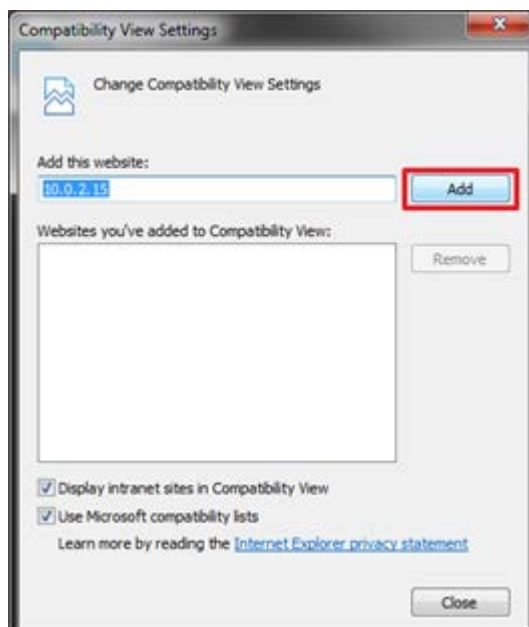 Compatibility View Settings
Change Compatibility View Settings
Add this website:
10.0.2.15
Add
Websites you've added to Compatibility View:
Remove
Display intranet sites in Compatibility View
Use Microsoft compatibility lists
Learn more by reading the Internet Explorer privacy statement
Close